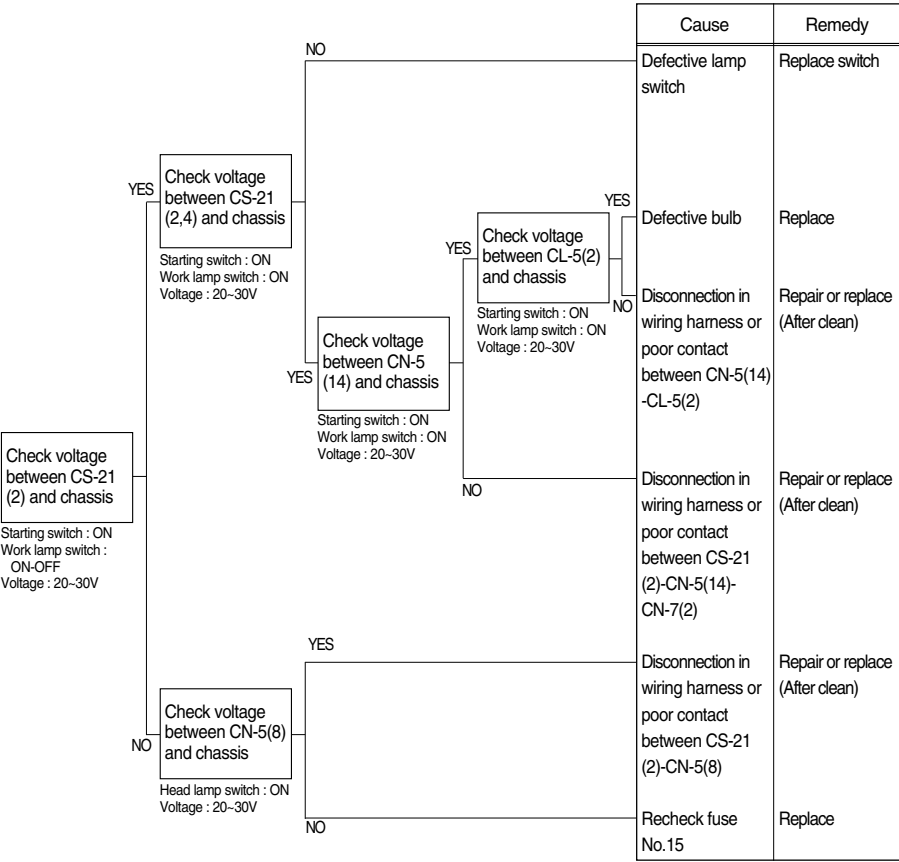 Cause
Remedy
NO
Defective lamp
switch
Replace switch
YES
Check voltage
between CS-21
(2,4) and chassis
Starting switch : ON
Work lamp switch : ON
Voltage : 20~30V
YES
Check voltage
between CN-5
(14) and chassis
Starting switch : ON
Work lamp switch : ON
Voltage : 20~30V
YES
Check voltage
between CL-5(2)
and chassis
Starting switch : ON
Work lamp switch : ON
Voltage : 20~30V
YES
Defective bulb
Replace
NO
Disconnection in
wiring harness or
poor contact
between CN-5(14)
-CL-5(2)
Repair or replace
(After clean)
Check voltage
between CS-21
(2) and chassis
Starting switch : ON
Work lamp switch :
ON-OFF
Voltage : 20~30V
NO
Disconnection in
wiring harness or
poor contact
between CS-21
(2)-CN-5(14)-
CN-7(2)
Repair or replace
(After clean)
NO
Check voltage
between CN-5(8)
and chassis
Head lamp switch : ON
Voltage : 20~30V
YES
Disconnection in
wiring harness or
poor contact
between CS-21
(2)-CN-5(8)
Repair or replace
(After clean)
NO
Recheck fuse
No.15
Replace